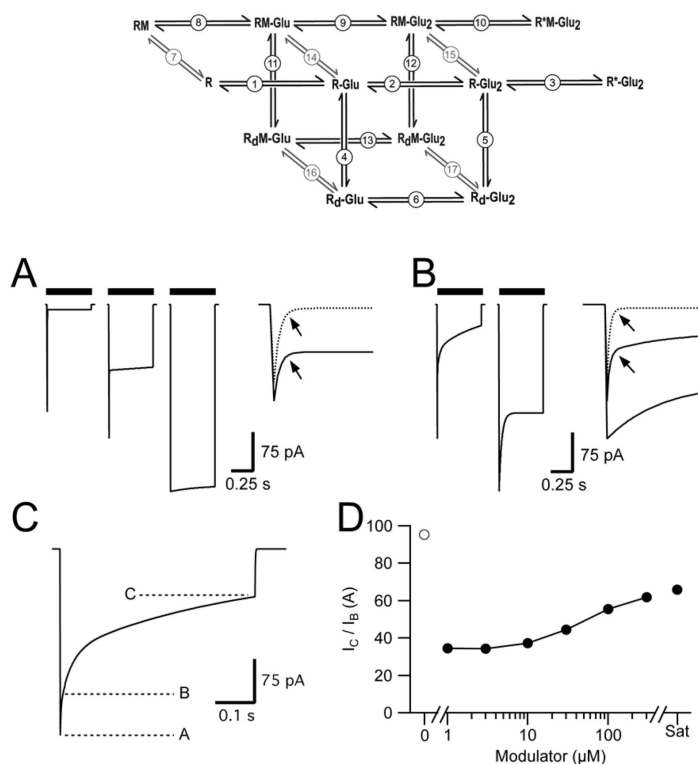 RM 8 RM-Glu 9 RM-Glu2 10 R*M-Glu2
7 14 15
11 12
R 1 R-Glu 2 R-Glu2 3 R*-Glu2
RdM-Glu 13 RdM-Glu2 5
4
16 17
Rd-Glu 6 Rd-Glu2
A B
75 pA 75 pA
0.25 s 0.25 s
C D
C
B
A
75 pA
0.1 s
100
80
60
40
20
0
IC / IB (A)
0 1 10 100 Sat
Modulator (µM)